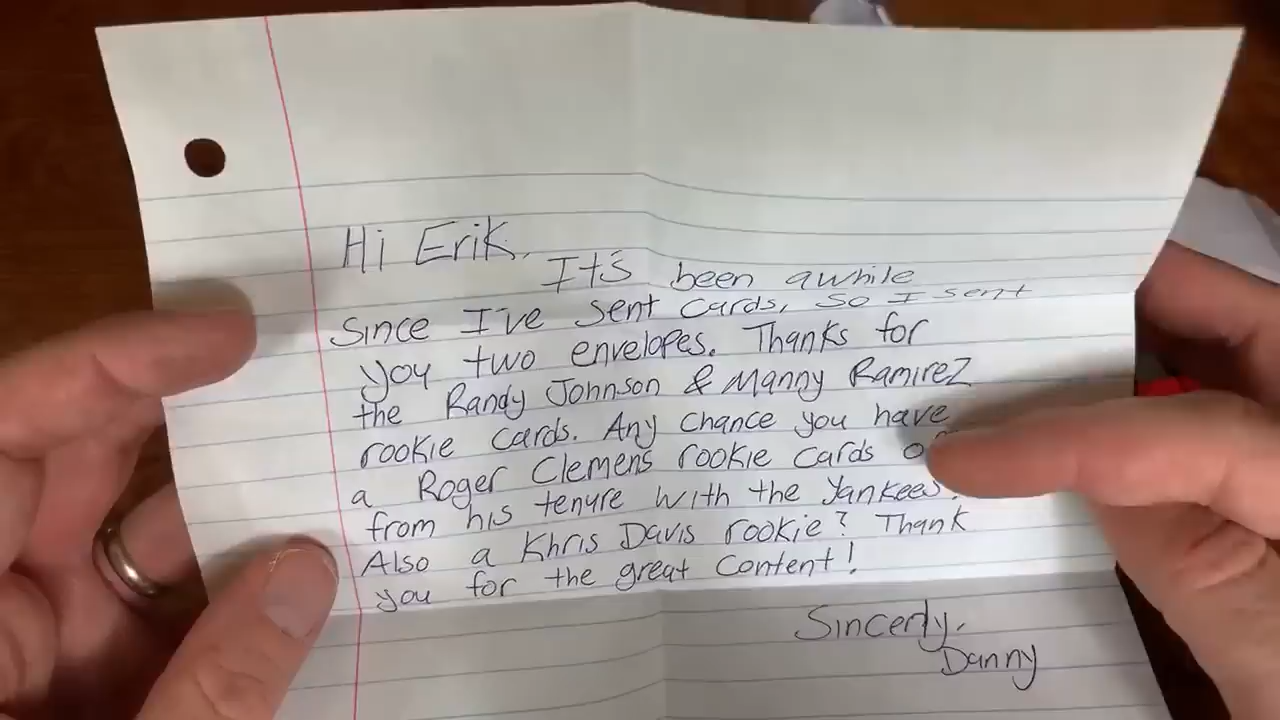 Hi Erik,
It's been awhile
Since I've sent cards, so I sent
you two envelopes. Thanks for
the Randy Johnson & Manny Ramirez
rookie cards. Any chance you have
a Roger Clemens rookie cards
from his tenure with the Yankees?
Also a Khris Davis rookie? Thank
you for the great content!
Sincerly,
Danny